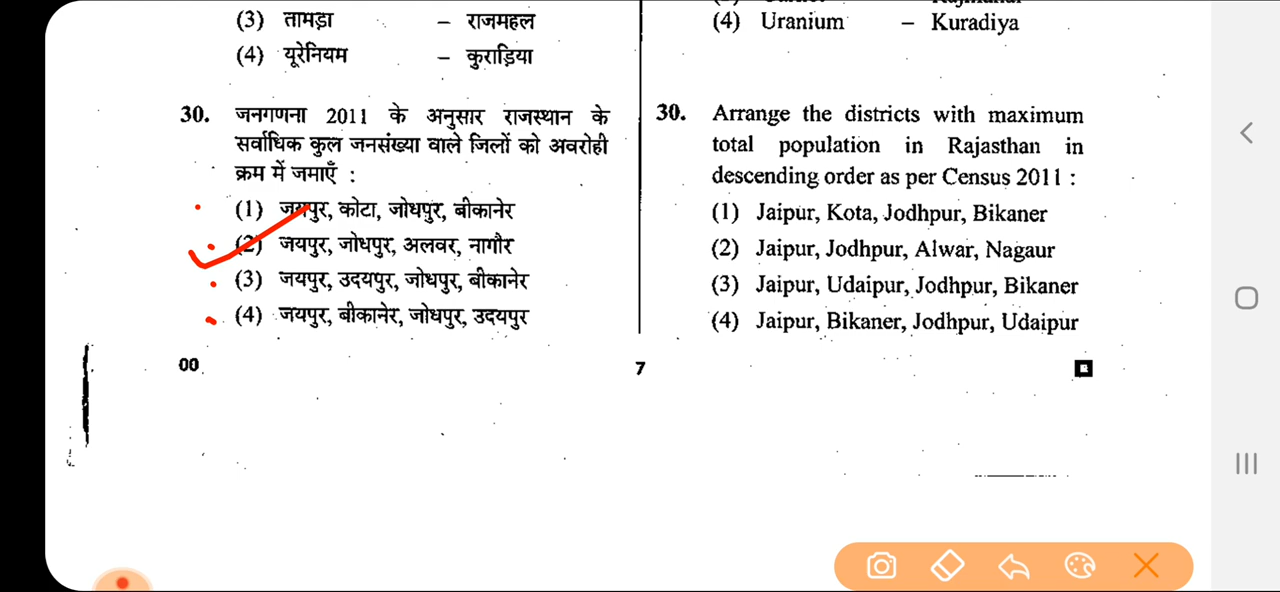 (3) तामड़ा – राजमहल
(4) यूरेनियम – कुराड़िया
30. जनगणना 2011 के अनुसार राजस्थान के
सर्वाधिक कुल जनसंख्या वाले जिलों को अवरोही
क्रम में जमाएँ :
(1) जयपुर, कोटा, जोधपुर, बीकानेर
(2) जयपुर, जोधपुर, अलवर, नागौर
(3) जयपुर, उदयपुर, जोधपुर, बीकानेर
(4) जयपुर, बीकानेर, जोधपुर, उदयपुर
00
(4) Uranium – Kuradiya
30. Arrange the districts with maximum
total population in Rajasthan in
descending order as per Census 2011 :
(1) Jaipur, Kota, Jodhpur, Bikaner
(2) Jaipur, Jodhpur, Alwar, Nagaur
(3) Jaipur, Udaipur, Jodhpur, Bikaner
(4) Jaipur, Bikaner, Jodhpur, Udaipur
7